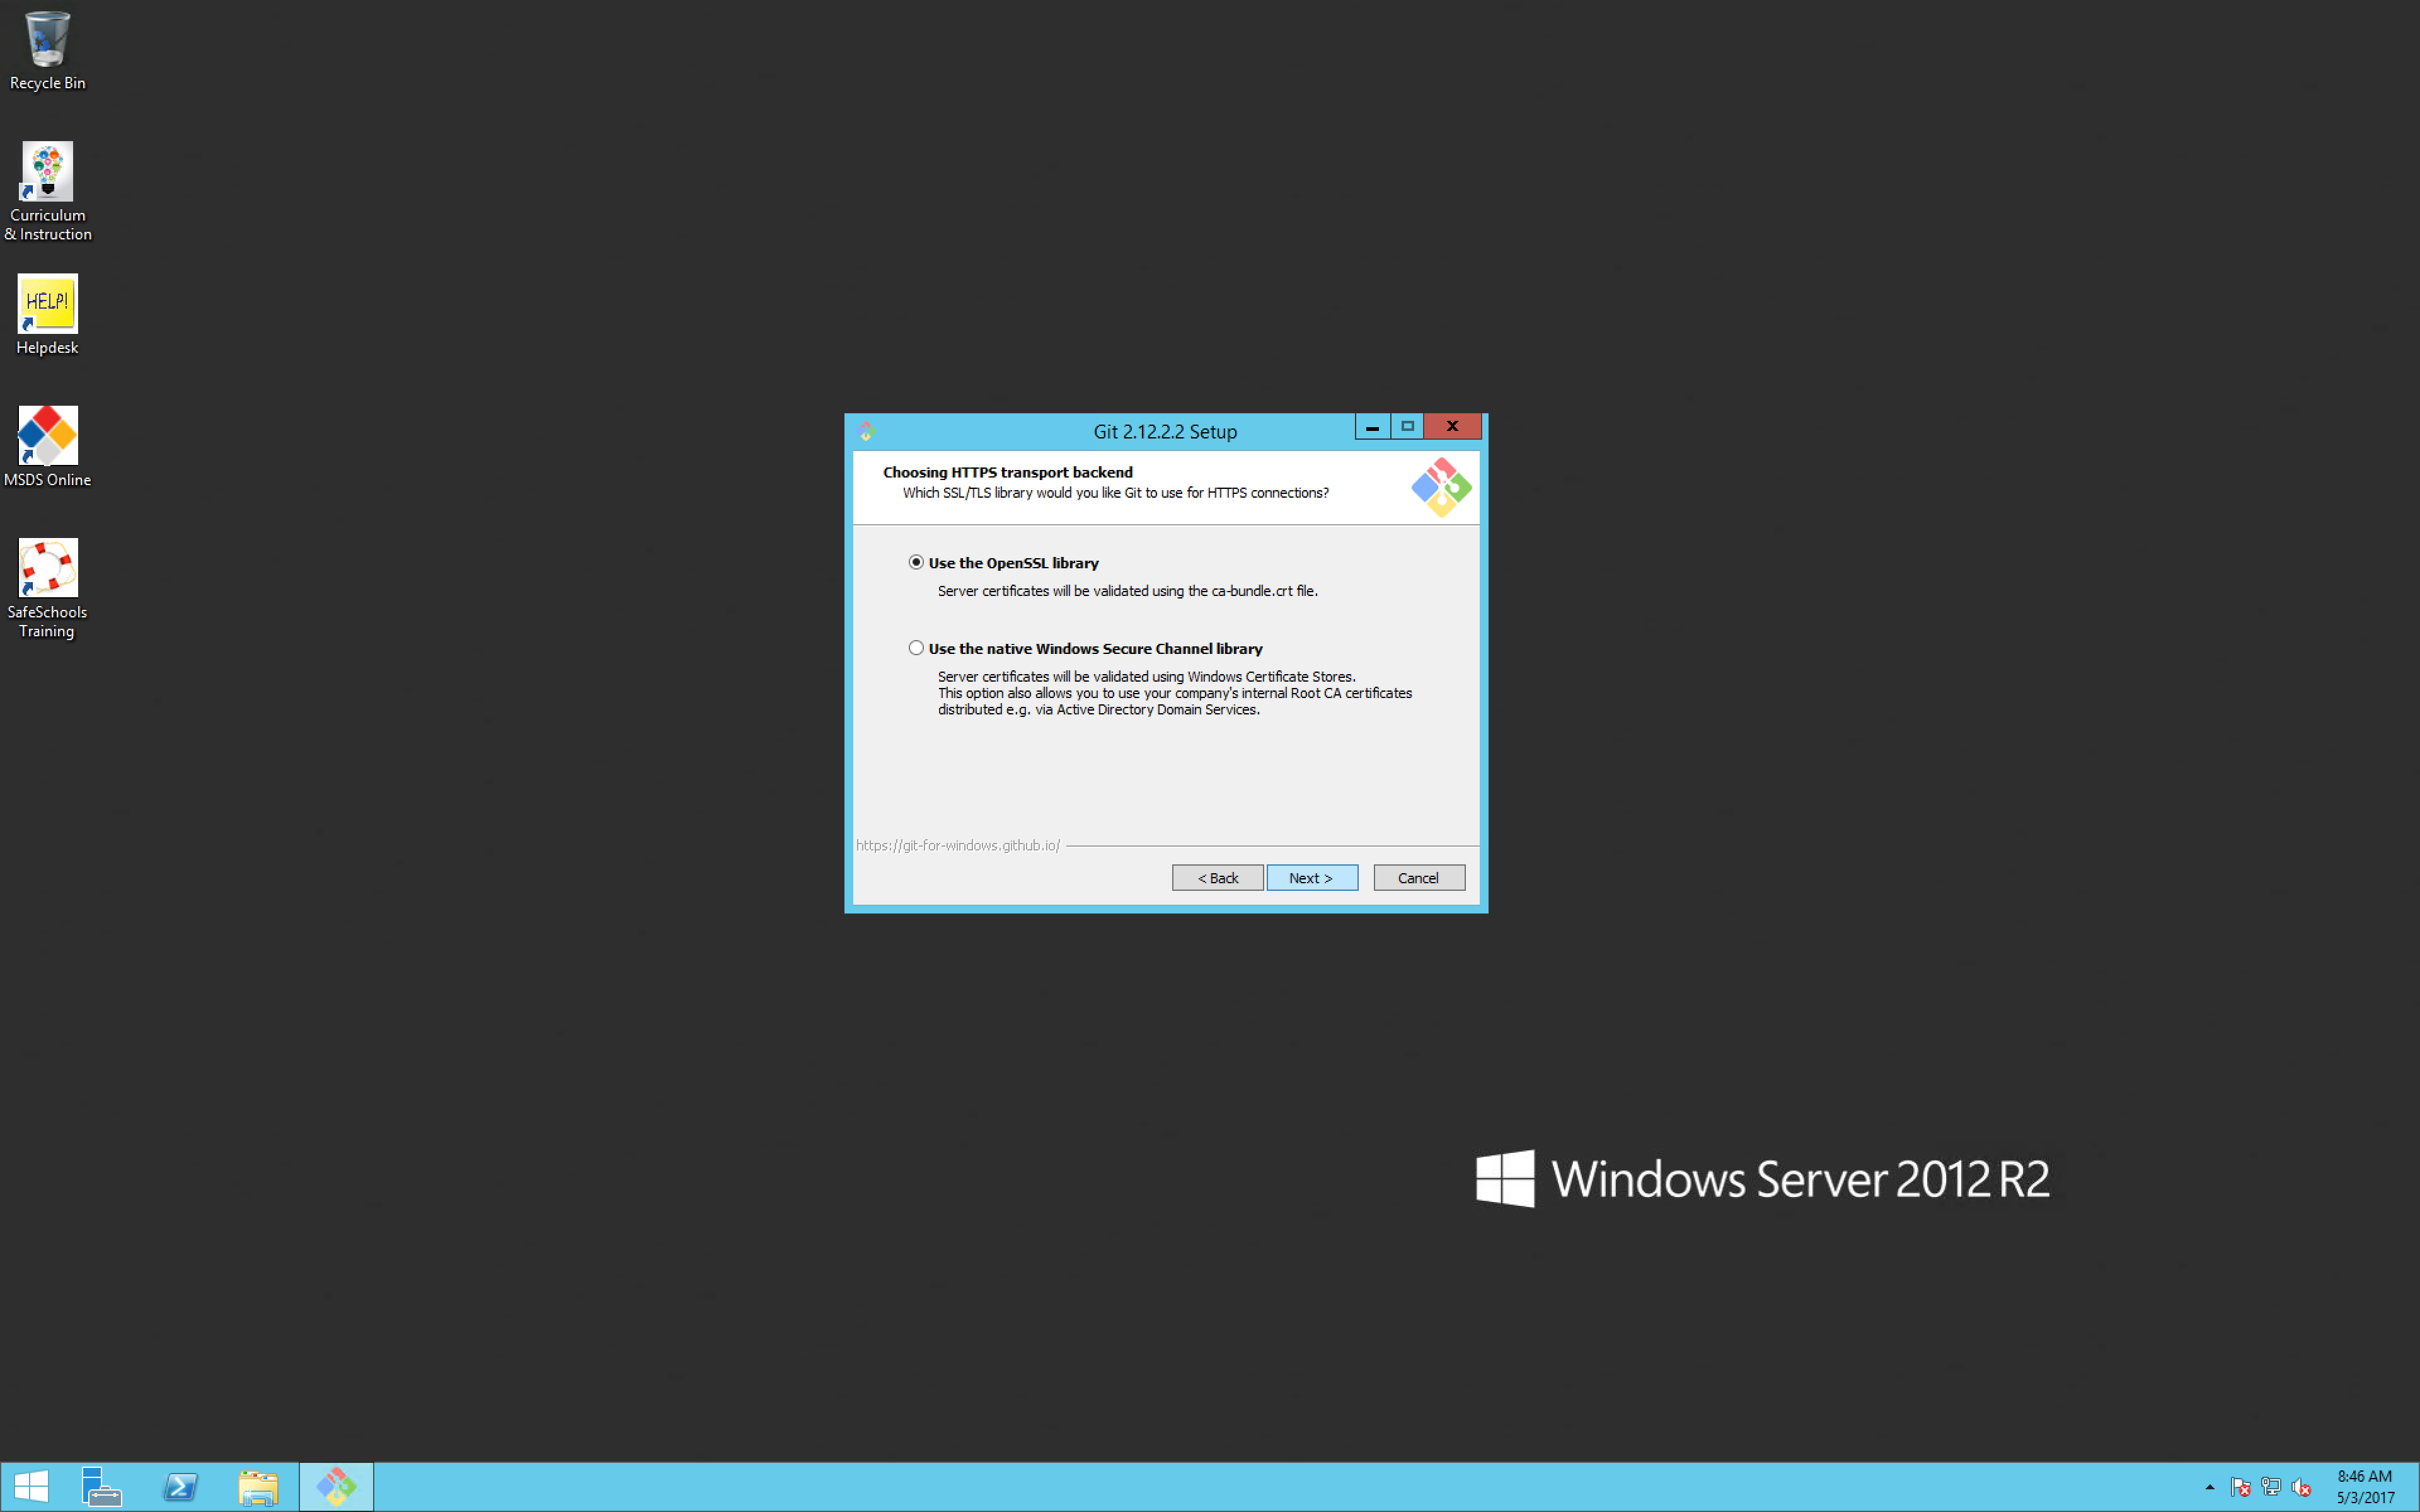 Recycle Bin
Curriculum
& Instruction
HELP!
Helpdesk
MSDS Online
SafeSchools
Training
Git 2.12.2.2 Setup
Choosing HTTPS transport backend
Which SSL/TLS library would you like Git to use for HTTPS connections?
Use the OpenSSL library
Server certificates will be validated using the ca-bundle.crt file.
Use the native Windows Secure Channel library
Server certificates will be validated using Windows Certificate Stores.
This option also allows you to use your company's internal Root CA certificates
distributed e.g. via Active Directory Domain Services.
https://git-for-windows.github.io/
< Back
Next >
Cancel
Windows Server 2012 R2
8:46 AM
5/3/2017